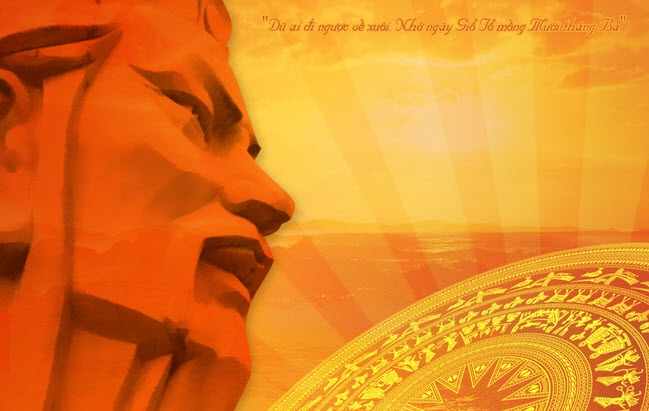 "Dù ai đi ngược về xuôi. Nhớ ngày Giỗ Tổ mồng Mười tháng Ba"